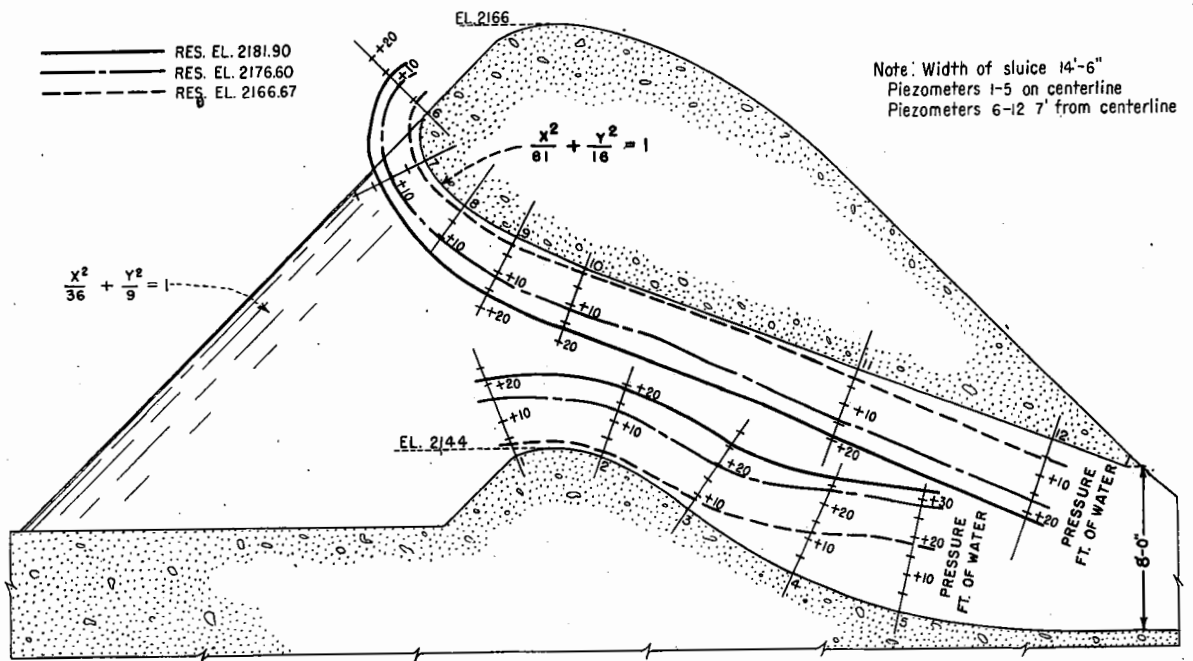 EL. 2166
RES. EL. 2181.90
RES. EL. 2176.60
RES. EL. 2166.67
Note: Width of sluice 14'-6"
Piezometers 1-5 on centerline
Piezometers 6-12 7' from centerline
+20
+10
6
X²/81 + Y²/16 = 1
7
+10
8
+10
9
+10
+20
10
+10
+20
X²/36 + Y²/9 = 1
11
+10
+20
12
+10
+20
PRESSURE
FT. OF WATER
+20
+10
EL. 2144
1
+20
+10
2
+20
+10
3
+20
+10
4
+30
+20
+10
5
PRESSURE
FT. OF WATER
8'-0"